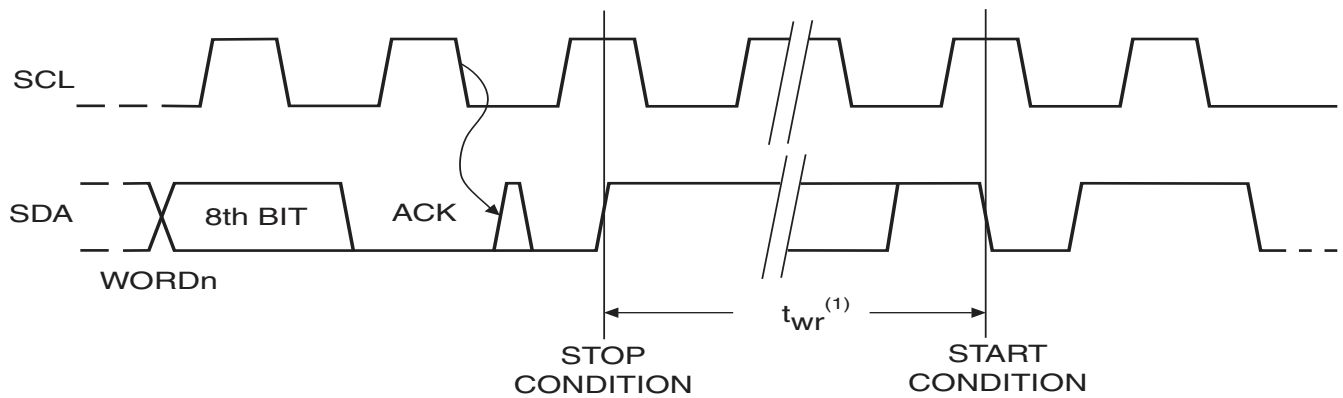 SCL
SDA
8th BIT
ACK
WORDn
twr(1)
STOP
CONDITION
START
CONDITION